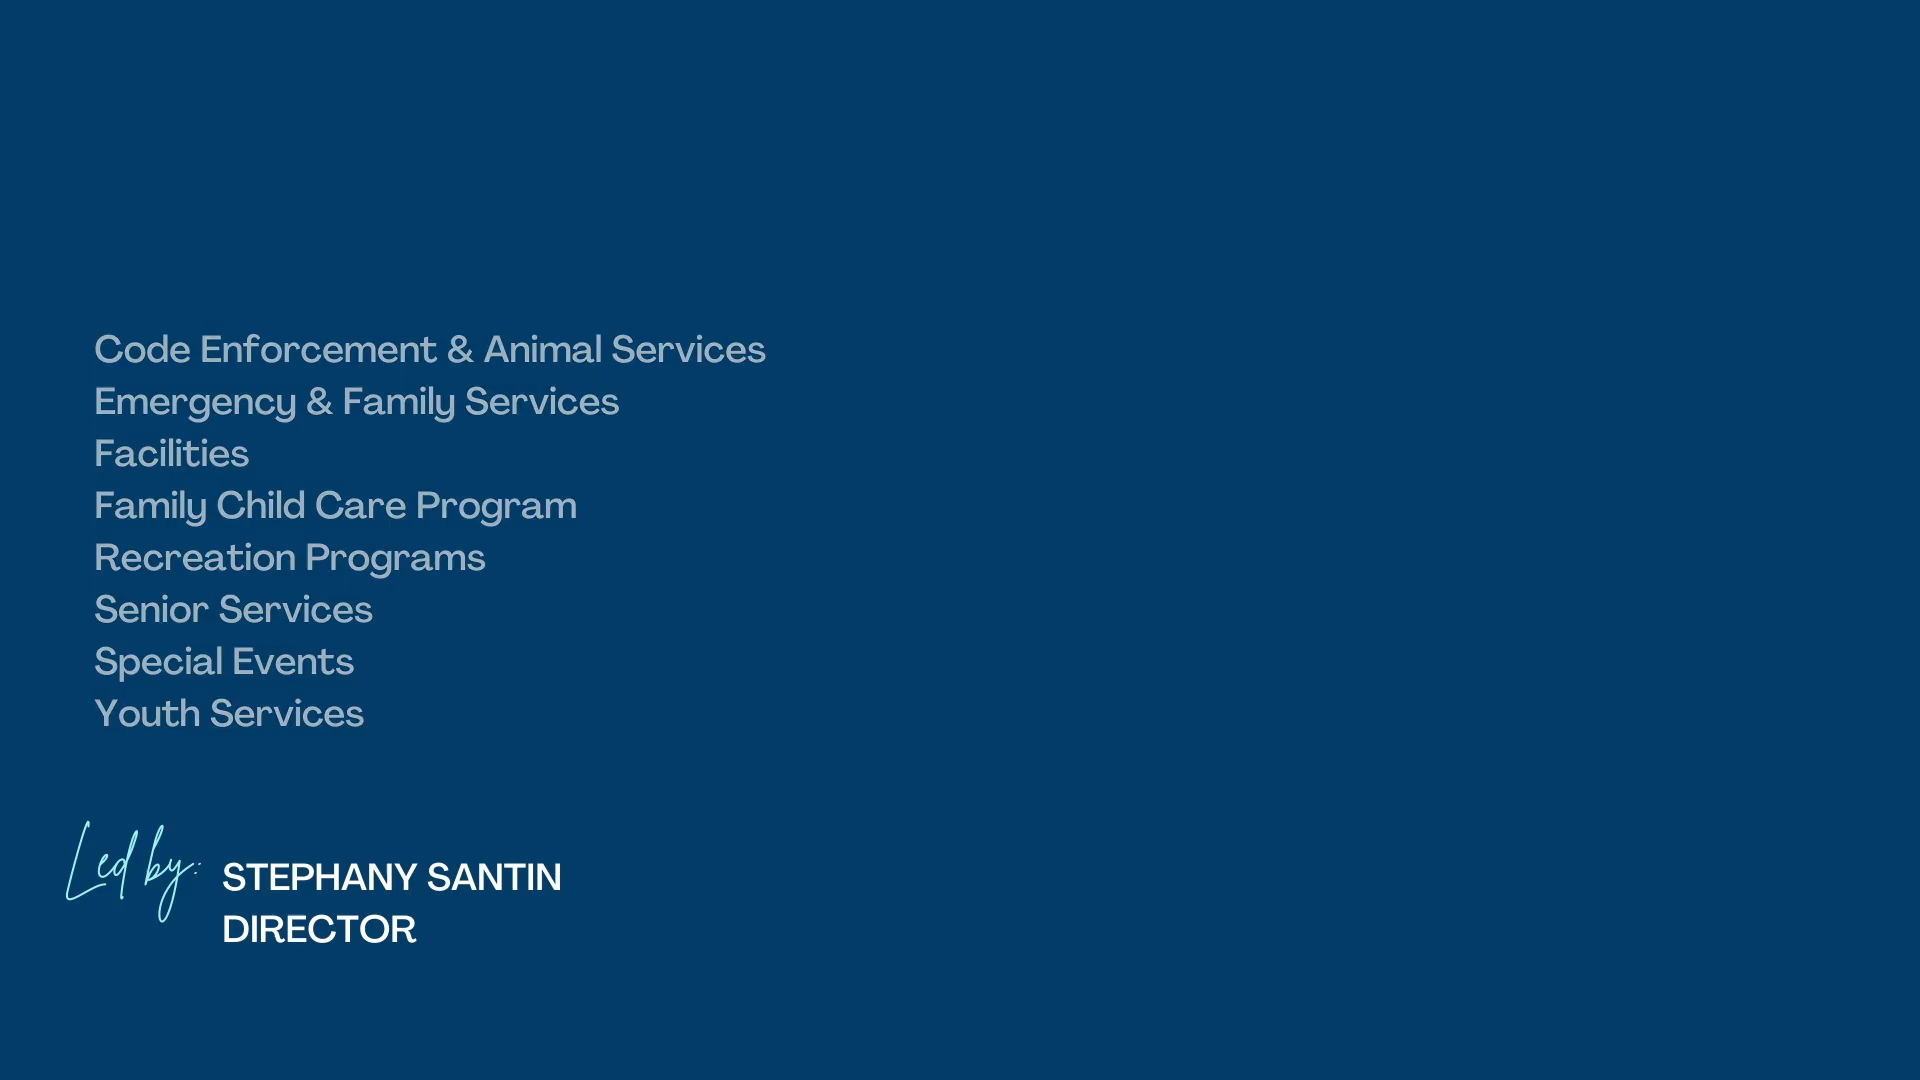 Code Enforcement & Animal Services
Emergency & Family Services
Facilities
Family Child Care Program
Recreation Programs
Senior Services
Special Events
Youth Services
Led by:
STEPHANY SANTIN
DIRECTOR